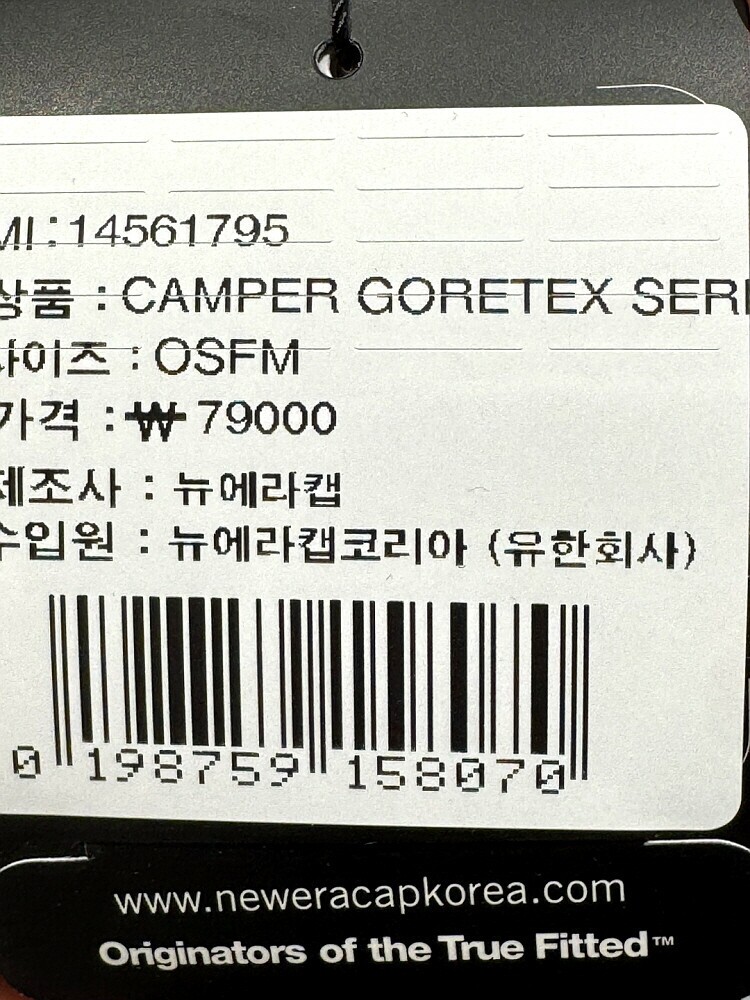 MI:14561795
상품 : CAMPER GORETEX SERI
사이즈 : OSFM
가격 : ₩ 79000
제조사 : 뉴에라캡
수입원 : 뉴에라캡코리아 (유한회사)
0 198759 158070
www.neweracapkorea.com
Originators of the True Fitted™